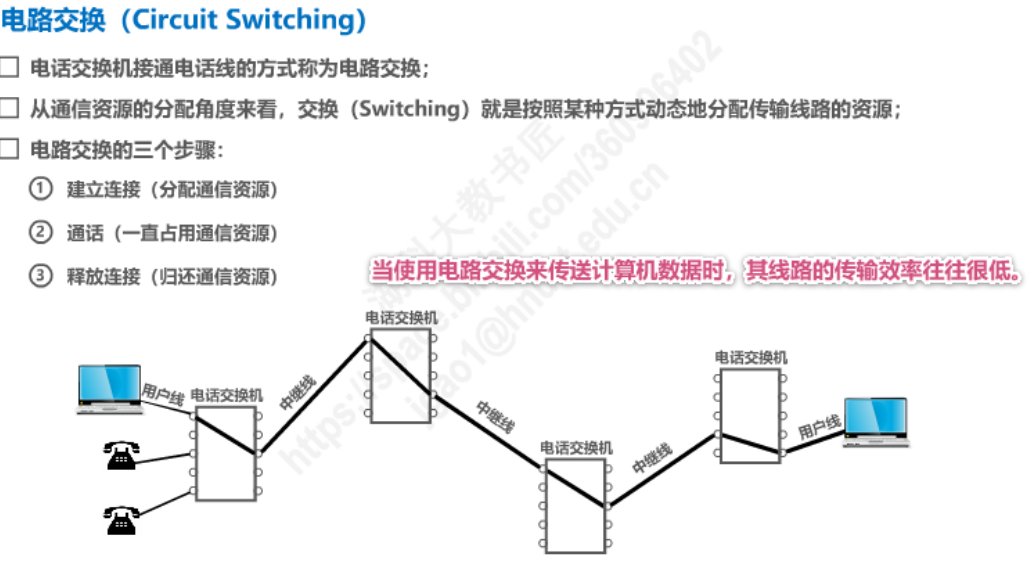 电路交换（Circuit Switching）
电话交换机接通电话线的方式称为电路交换；
从通信资源的分配角度来看，交换（Switching）就是按照某种方式动态地分配传输线路的资源；
电路交换的三个步骤：
① 建立连接（分配通信资源）
② 通话（一直占用通信资源）
③ 释放连接（归还通信资源）
当使用电路交换来传送计算机数据时，其线路的传输效率往往很低。
电话交换机
电话交换机
用户线
电话交换机
中继线
中继线
用户线
电话交换机
中继线
湖科大教书匠